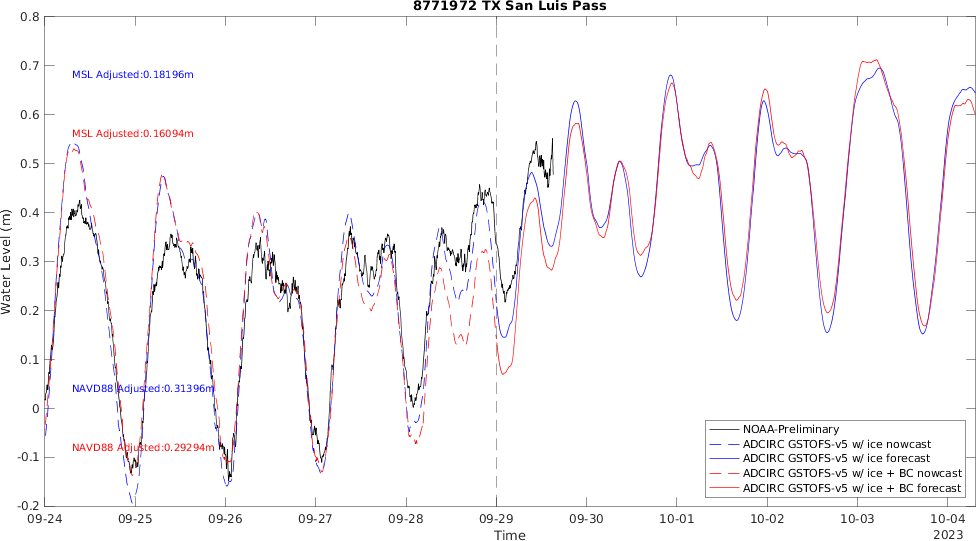 8771972 TX San Luis Pass
0.8
0.7
0.6
0.5
0.4
0.3
0.2
0.1
0
-0.1
-0.2
Water Level (m)
MSL Adjusted:0.18196m
MSL Adjusted:0.16094m
NAVD88 Adjusted:0.31396m
NAVD88 Adjusted:0.29294m
NOAA-Preliminary
ADCIRC GSTOFS-v5 w/ ice nowcast
ADCIRC GSTOFS-v5 w/ ice forecast
ADCIRC GSTOFS-v5 w/ ice + BC nowcast
ADCIRC GSTOFS-v5 w/ ice + BC forecast
09-24 09-25 09-26 09-27 09-28 09-29 09-30 10-01 10-02 10-03 10-04
Time
2023